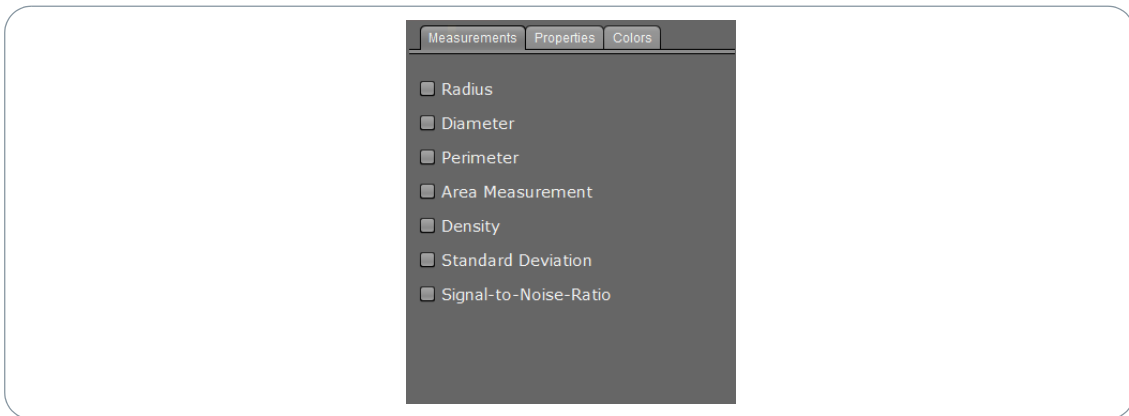 Measurements Properties Colors
Radius
Diameter
Perimeter
Area Measurement
Density
Standard Deviation
Signal-to-Noise-Ratio